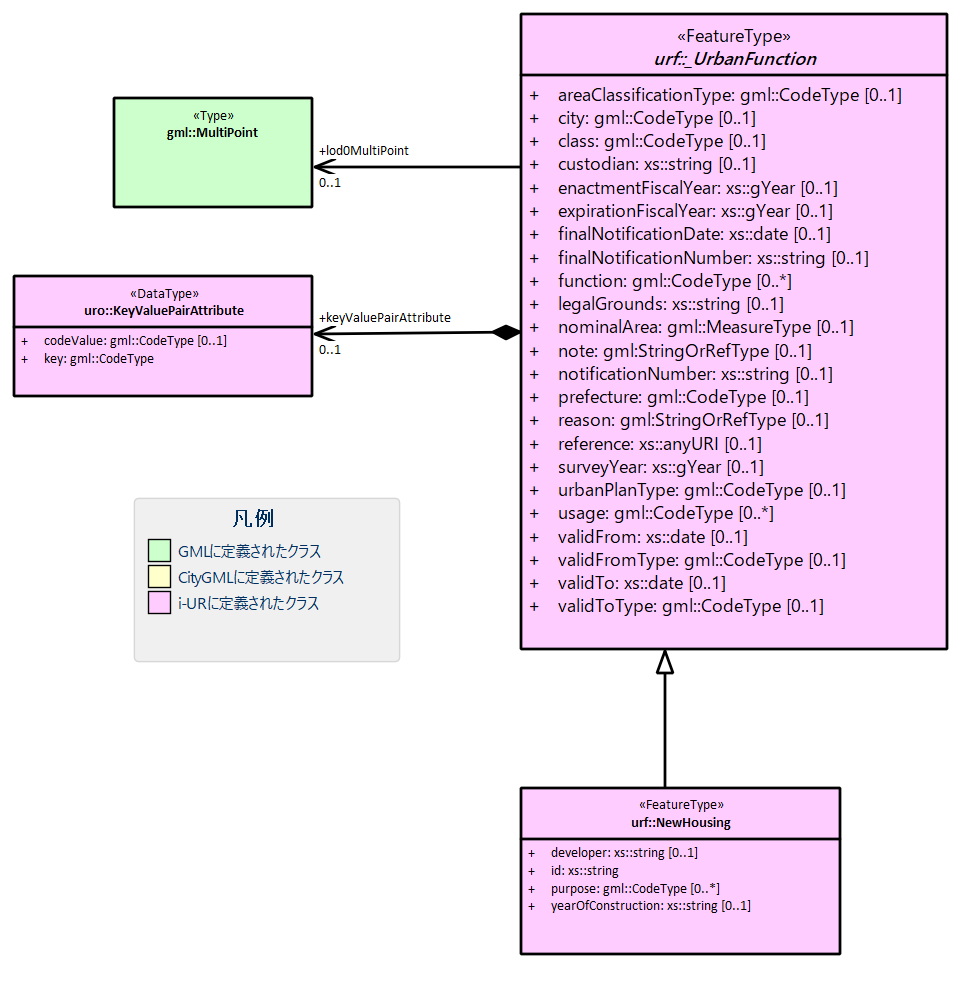 «FeatureType»
urf::_UrbanFunction
+ areaClassificationType: gml::CodeType [0..1]
+ city: gml::CodeType [0..1]
+ class: gml::CodeType [0..1]
+ custodian: xs::string [0..1]
+ enactmentFiscalYear: xs::gYear [0..1]
+ expirationFiscalYear: xs::gYear [0..1]
+ finalNotificationDate: xs::date [0..1]
+ finalNotificationNumber: xs::string [0..1]
+ function: gml::CodeType [0..*]
+ legalGrounds: xs::string [0..1]
+ nominalArea: gml::MeasureType [0..1]
+ note: gml:StringOrRefType [0..1]
+ notificationNumber: xs::string [0..1]
+ prefecture: gml::CodeType [0..1]
+ reason: gml:StringOrRefType [0..1]
+ reference: xs::anyURI [0..1]
+ surveyYear: xs::gYear [0..1]
+ urbanPlanType: gml::CodeType [0..1]
+ usage: gml::CodeType [0..*]
+ validFrom: xs::date [0..1]
+ validFromType: gml::CodeType [0..1]
+ validTo: xs::date [0..1]
+ validToType: gml::CodeType [0..1]
«Type»
gml::MultiPoint
+lod0MultiPoint
0..1
«DataType»
uro::KeyValuePairAttribute
+ codeValue: gml::CodeType [0..1]
+ key: gml::CodeType
+keyValuePairAttribute
0..1
凡例
GMLに定義されたクラス
CityGMLに定義されたクラス
i-URに定義されたクラス
«FeatureType»
urf::NewHousing
+ developer: xs::string [0..1]
+ id: xs::string
+ purpose: gml::CodeType [0..*]
+ yearOfConstruction: xs::string [0..1]